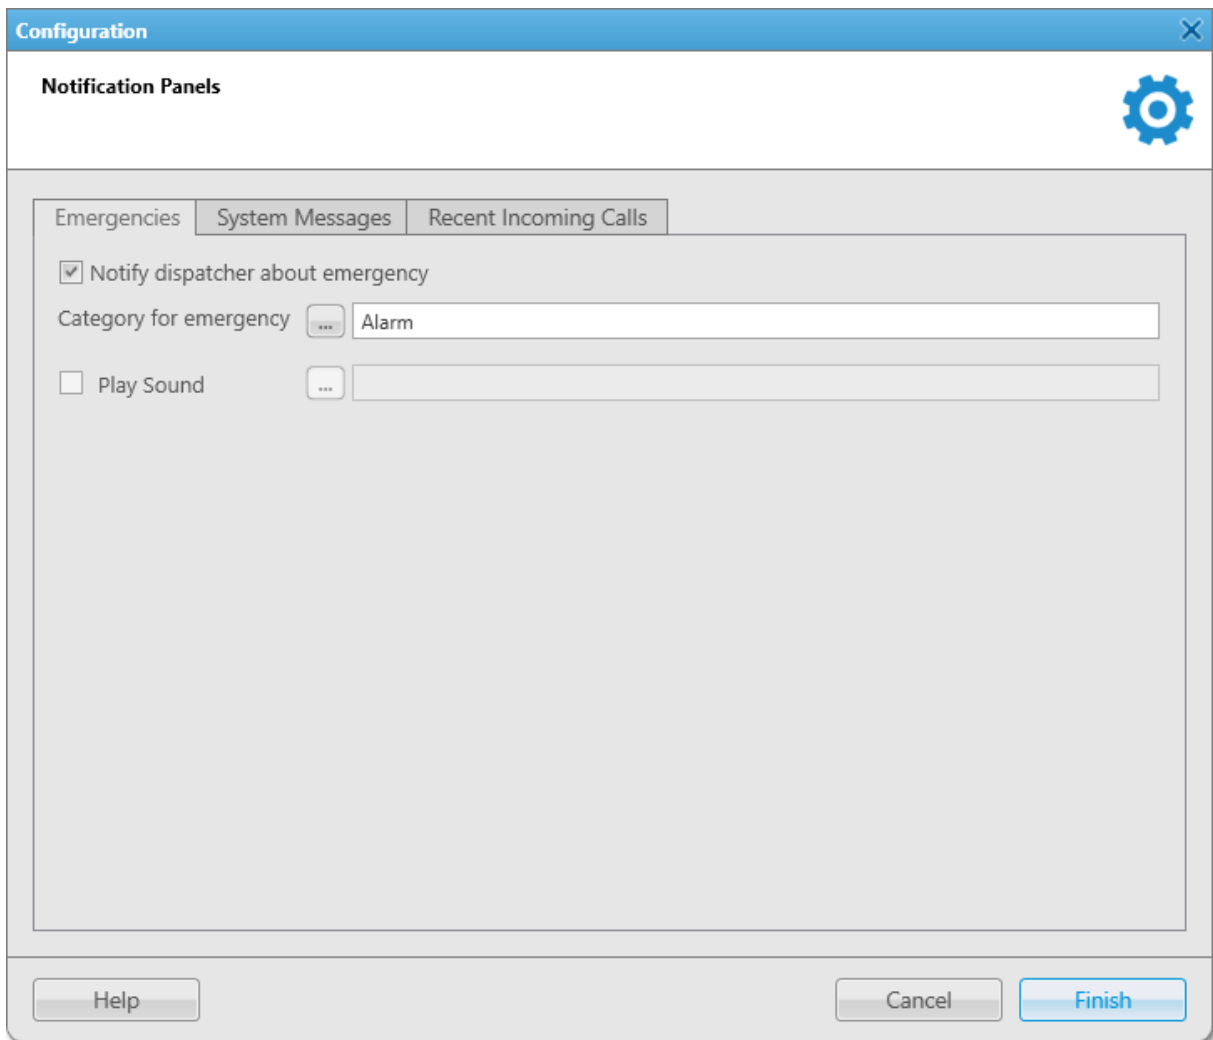 Configuration
Notification Panels
Emergencies System Messages Recent Incoming Calls
Notify dispatcher about emergency
Category for emergency ... Alarm
Play Sound ...
Help Cancel Finish